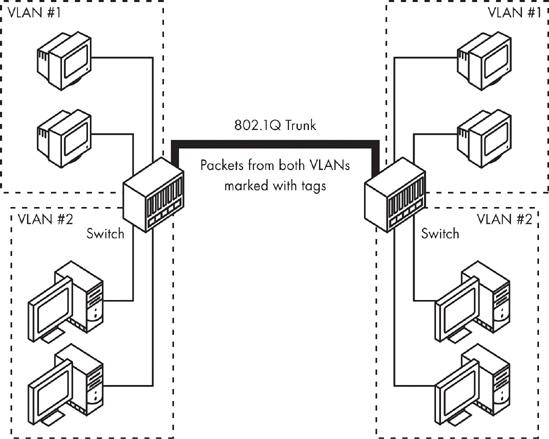 VLAN #1
VLAN #1
802.1Q Trunk
Packets from both VLANs
marked with tags
VLAN #2
VLAN #2
Switch
Switch